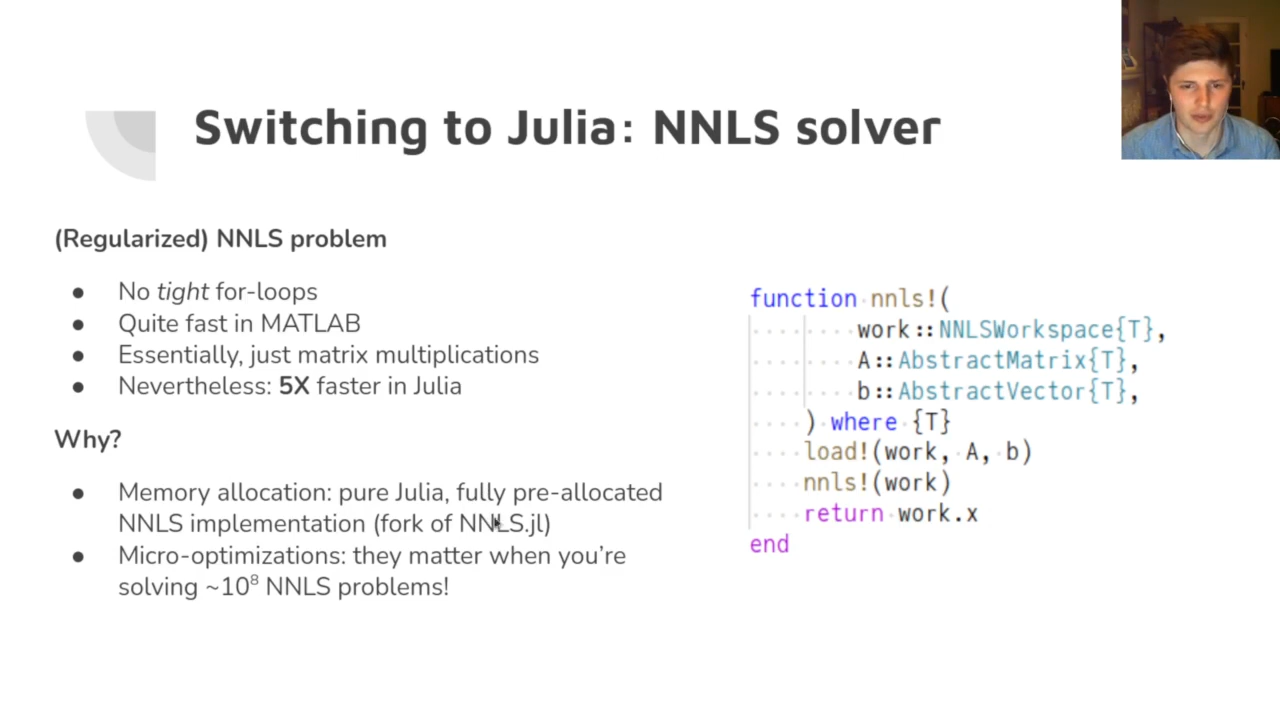 Switching to Julia: NNLS solver
(Regularized) NNLS problem
● No tight for-loops
● Quite fast in MATLAB
● Essentially, just matrix multiplications
● Nevertheless: 5X faster in Julia
Why?
● Memory allocation: pure Julia, fully pre-allocated
NNLS implementation (fork of NNLS.jl)
● Micro-optimizations: they matter when you’re
solving ~10⁸ NNLS problems!
function nnls!(
work::NNLSWorkspace{T},
A::AbstractMatrix{T},
b::AbstractVector{T},
) where {T}
load!(work, A, b)
nnls!(work)
return work.x
end